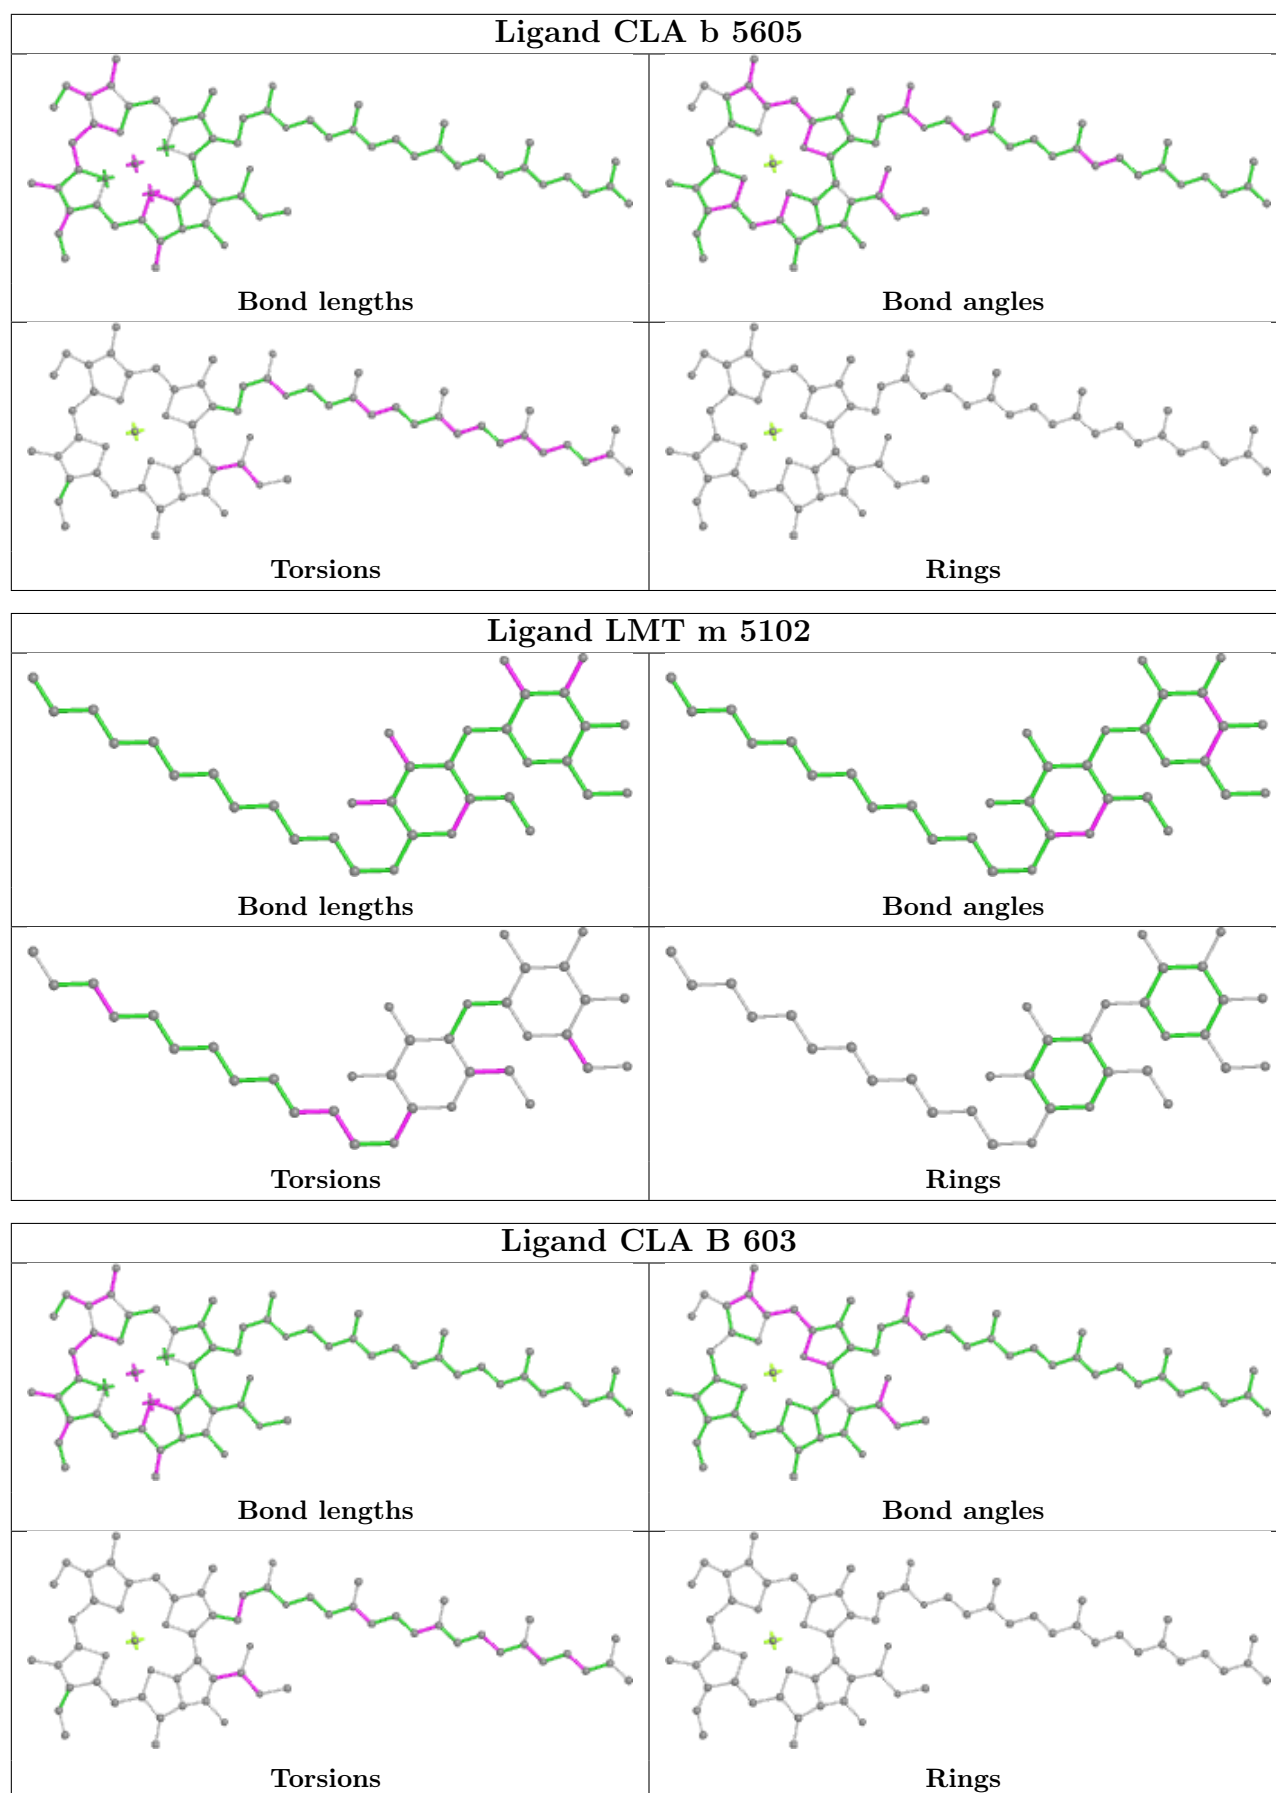 Ligand CLA b 5605
Bond lengths
Bond angles
Torsions
Rings
Ligand LMT m 5102
Bond lengths
Bond angles
Torsions
Rings
Ligand CLA B 603
Bond lengths
Bond angles
Torsions
Rings